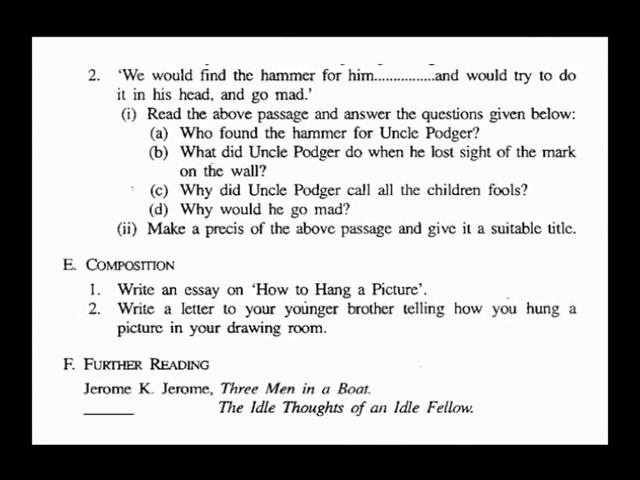 2. ‘We would find the hammer for him................and would try to do
it in his head, and go mad.’
(i) Read the above passage and answer the questions given below:
(a) Who found the hammer for Uncle Podger?
(b) What did Uncle Podger do when he lost sight of the mark
on the wall?
(c) Why did Uncle Podger call all the children fools?
(d) Why would he go mad?
(ii) Make a precis of the above passage and give it a suitable title.
E. COMPOSITION
1. Write an essay on ‘How to Hang a Picture’.
2. Write a letter to your younger brother telling how you hung a
picture in your drawing room.
F. FURTHER READING
Jerome K. Jerome, Three Men in a Boat.
______ The Idle Thoughts of an Idle Fellow.